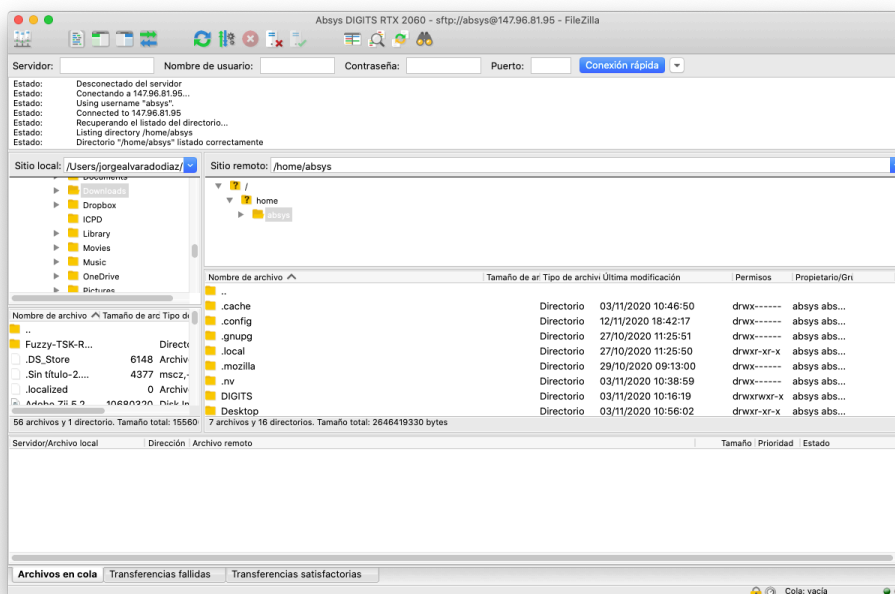 Absys DIGITS RTX 2060 - sftp://absys@147.96.81.95 - FileZilla
Servidor: Nombre de usuario: Contraseña: Puerto: Conexión rápida
Estado: Desconectado del servidor
Estado: Conectando a 147.96.81.95...
Estado: Using username "absys".
Estado: Connected to 147.96.81.95
Estado: Recuperando el listado del directorio...
Estado: Listing directory /home/absys
Estado: Directorio "/home/absys" listado correctamente
Sitio local: /Users/jorgealvaradodiaz/
Documents
Downloads
Dropbox
ICPD
Library
Movies
Music
OneDrive
Pictures
Nombre de archivo Tamaño de arc Tipo de
..
Fuzzy-TSK-R... Directo
.DS_Store 6148 Archiv
.Sin título-2.... 4377 mscz,-
.localized 0 Archiv
Adobe Zii 5.2 10680320 Disk In
56 archivos y 1 directorio. Tamaño total: 15560
Sitio remoto: /home/absys
/
home
absys
Nombre de archivo Tamaño de ar Tipo de archivo Última modificación Permisos Propietario/Gr
..
.cache Directorio 03/11/2020 10:46:50 drwx------ absys abs...
.config Directorio 12/11/2020 18:42:17 drwx------ absys abs...
.gnupg Directorio 27/10/2020 11:25:51 drwx------ absys abs...
.local Directorio 27/10/2020 11:25:50 drwxr-xr-x absys abs...
.mozilla Directorio 29/10/2020 09:13:00 drwx------ absys abs...
.nv Directorio 03/11/2020 10:38:59 drwx------ absys abs...
DIGITS Directorio 03/11/2020 10:16:19 drwxrwxr-x absys abs...
Desktop Directorio 03/11/2020 10:56:02 drwxr-xr-x absys abs...
7 archivos y 16 directorios. Tamaño total: 2646419330 bytes
Servidor/Archivo local Dirección Archivo remoto Tamaño Prioridad Estado
Archivos en cola Transferencias fallidas Transferencias satisfactorias
Cola: vacía